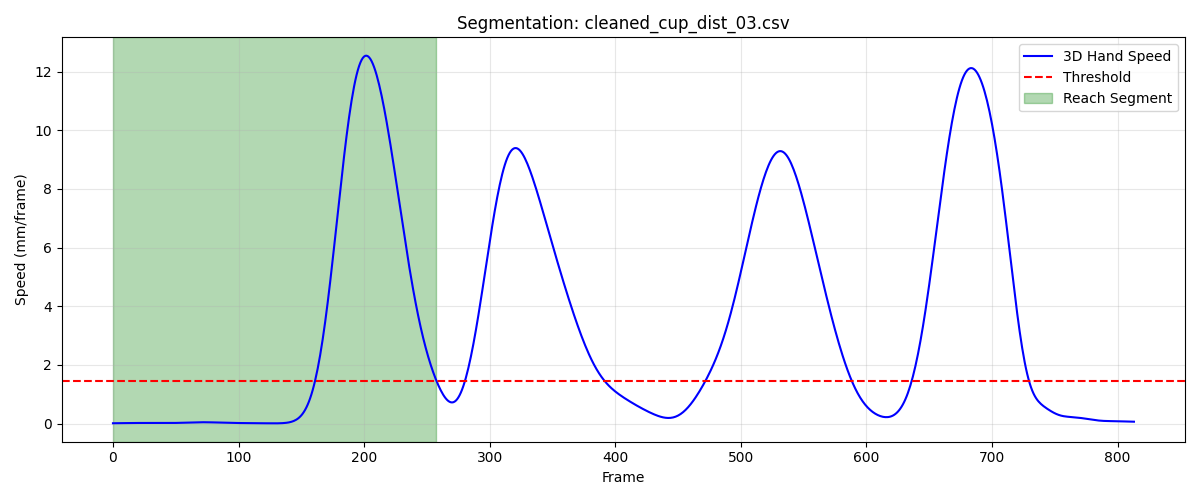 Segmentation: cleaned_cup_dist_03.csv
3D Hand Speed
Threshold
Reach Segment
Speed (mm/frame)
12
10
8
6
4
2
0
0 100 200 300 400 500 600 700 800
Frame